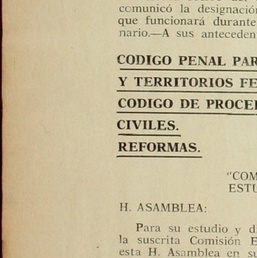 comunicó la designación
que funcionará durante
nario.—A sus anteceden
CODIGO PENAL PAR
Y TERRITORIOS FE
CODIGO DE PROCE
CIVILES.
REFORMAS.
"COM
ESTU
H. ASAMBLEA:
Para su estudio y d
la suscrita Comisión E
esta H. Asamblea en su